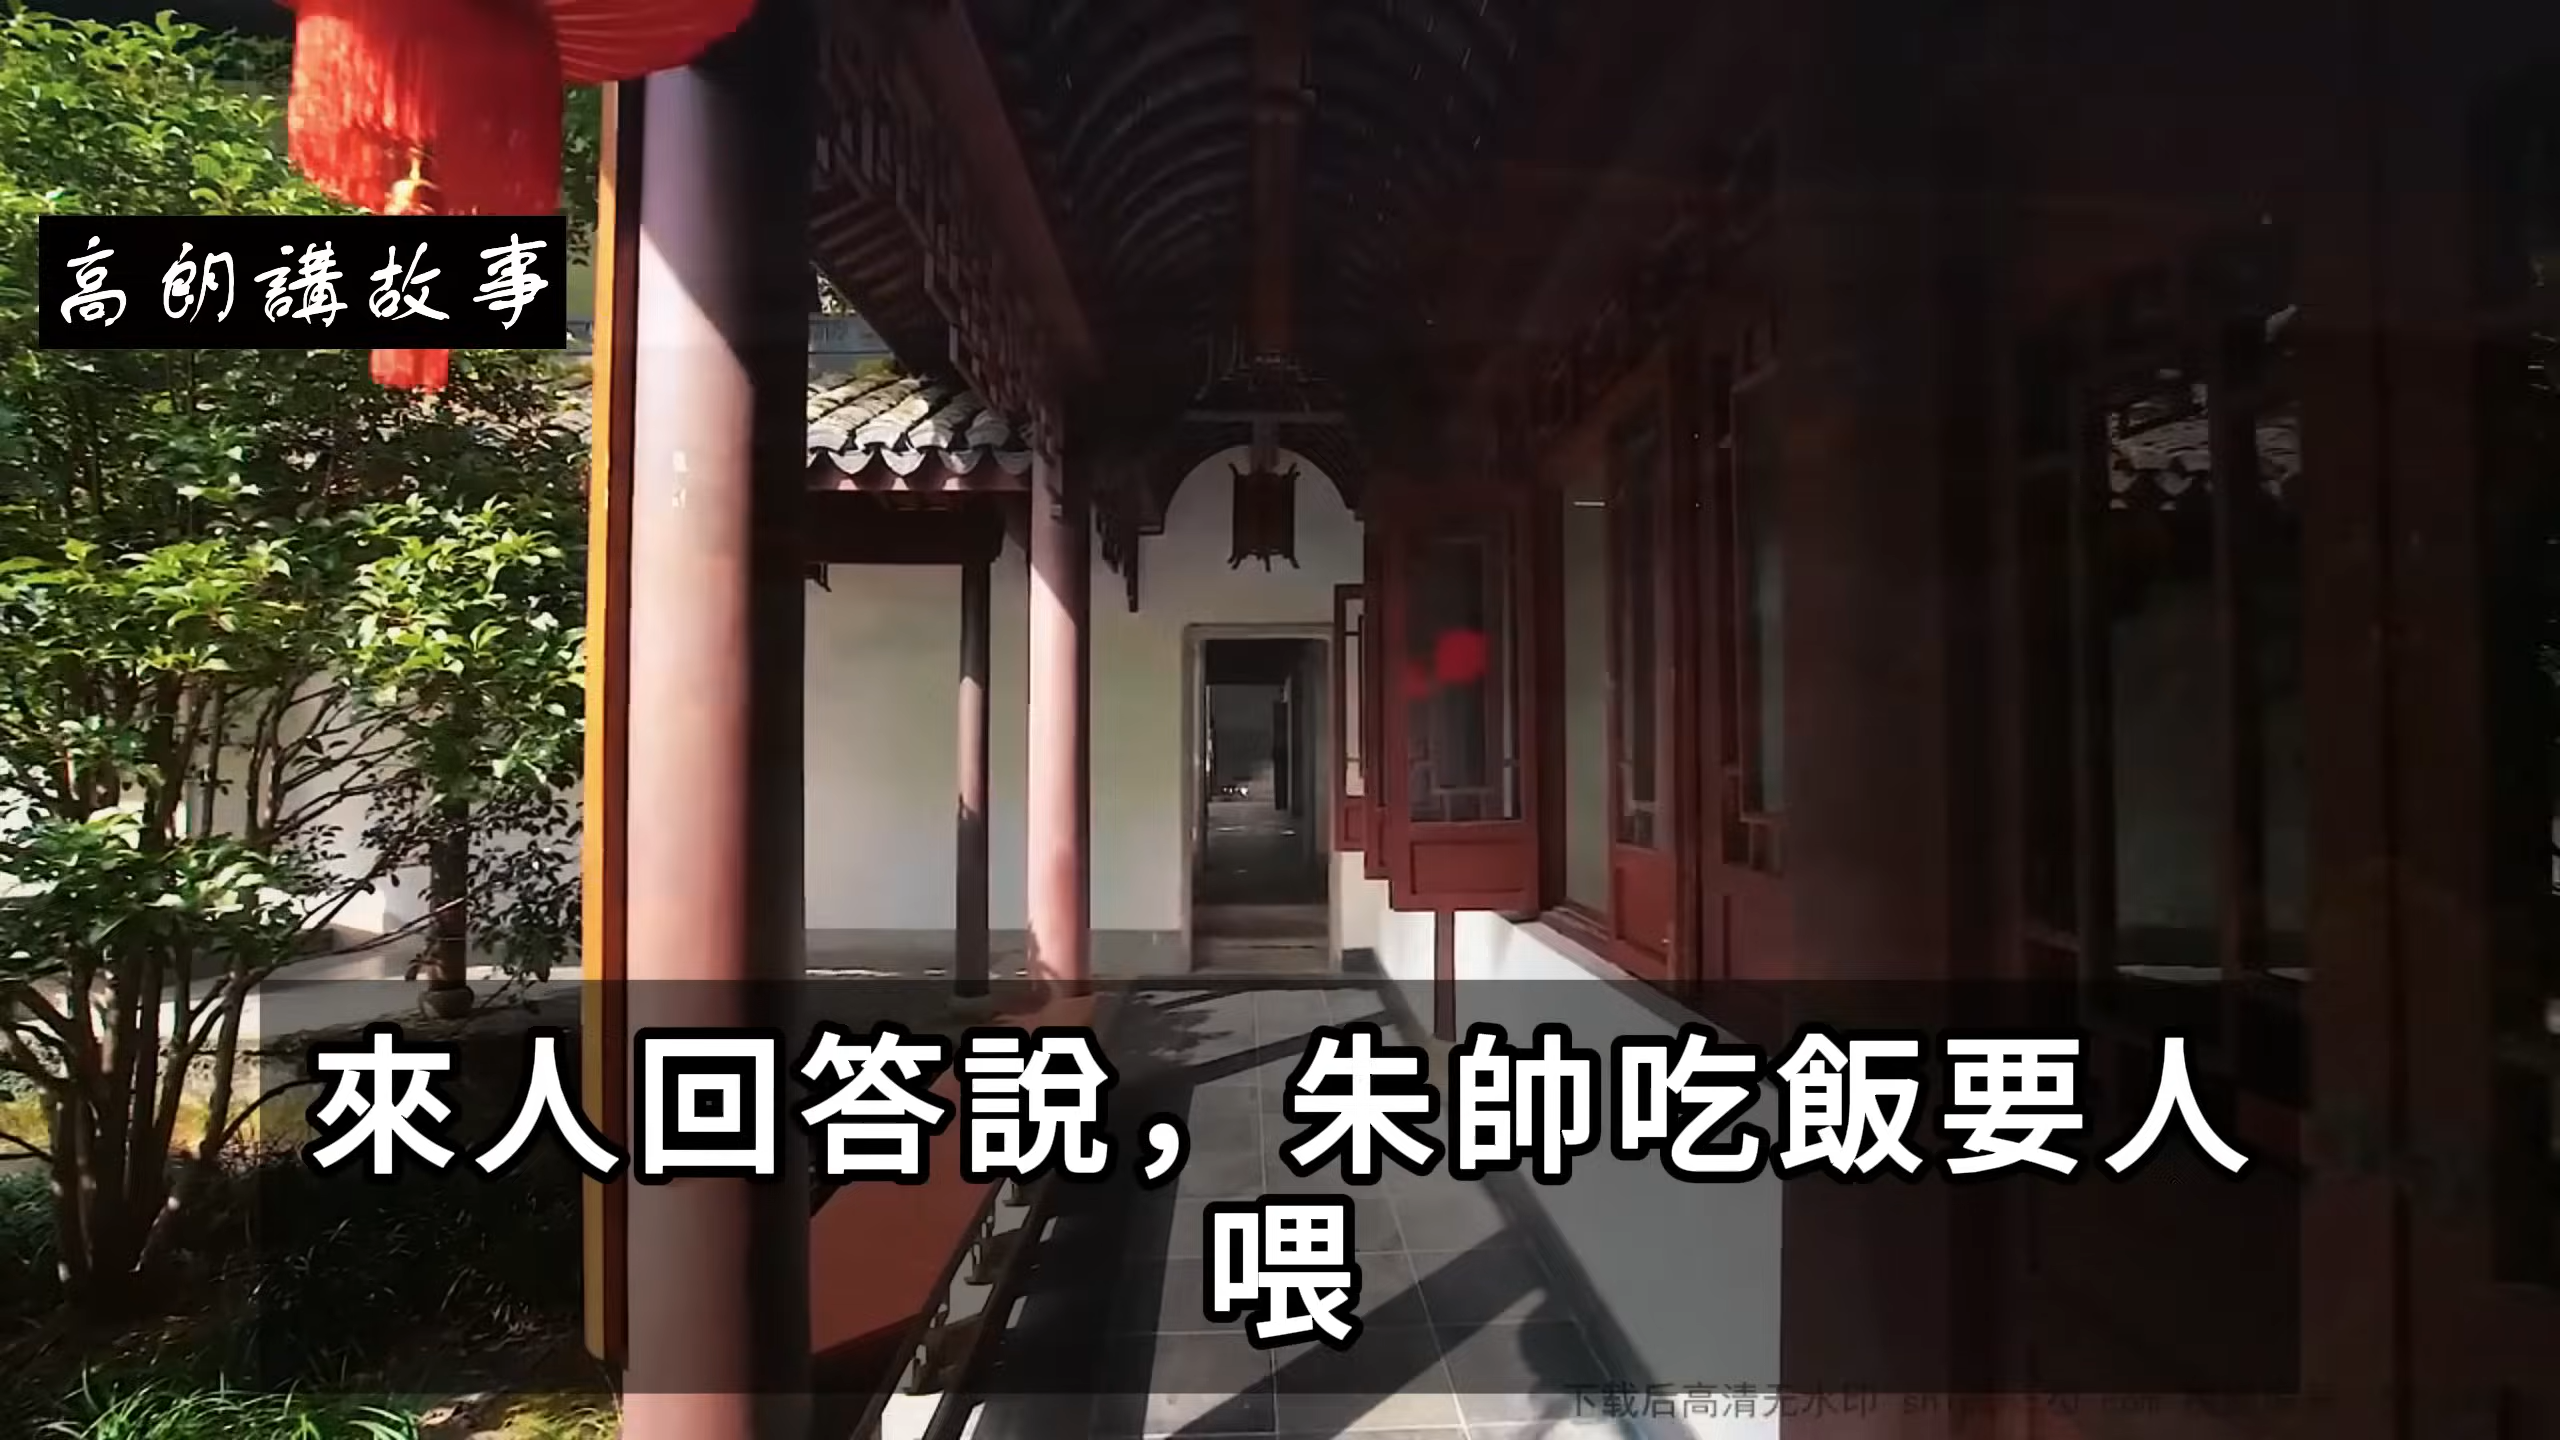 高朗講故事
來人回答說，朱帥吃飯要人
喂
下载后高清无水印